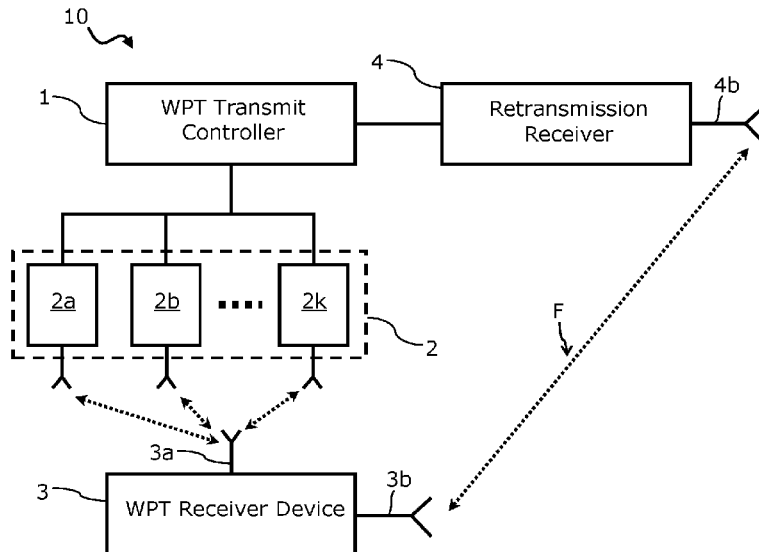 10
1
WPT Transmit
Controller
4
Retransmission
Receiver
4b
2a
2b
2k
2
F
3a
3
WPT Receiver Device
3b